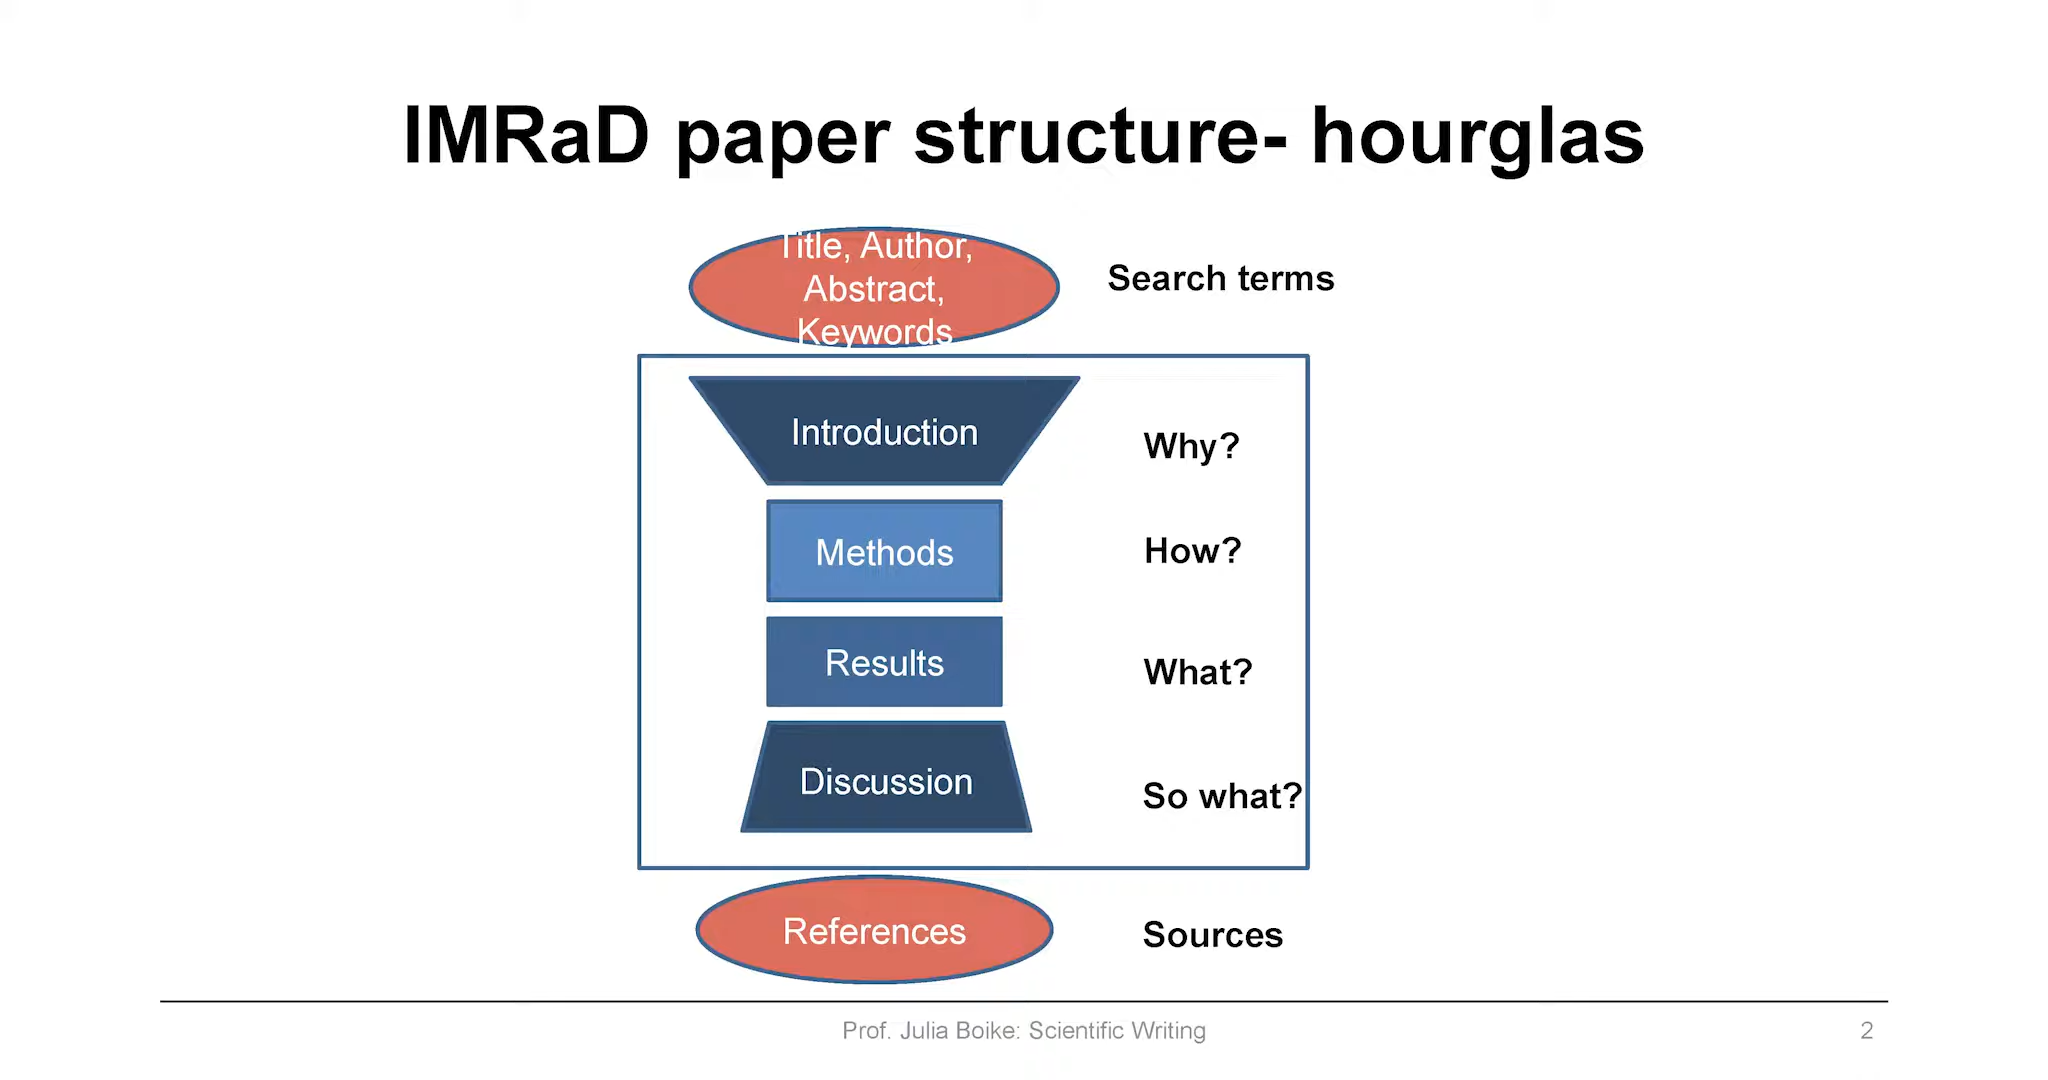 IMRaD paper structure- hourglas
Title, Author,
Abstract,
Keywords
Search terms
Introduction
Why?
Methods
How?
Results
What?
Discussion
So what?
References
Sources
Prof. Julia Boike: Scientific Writing
2